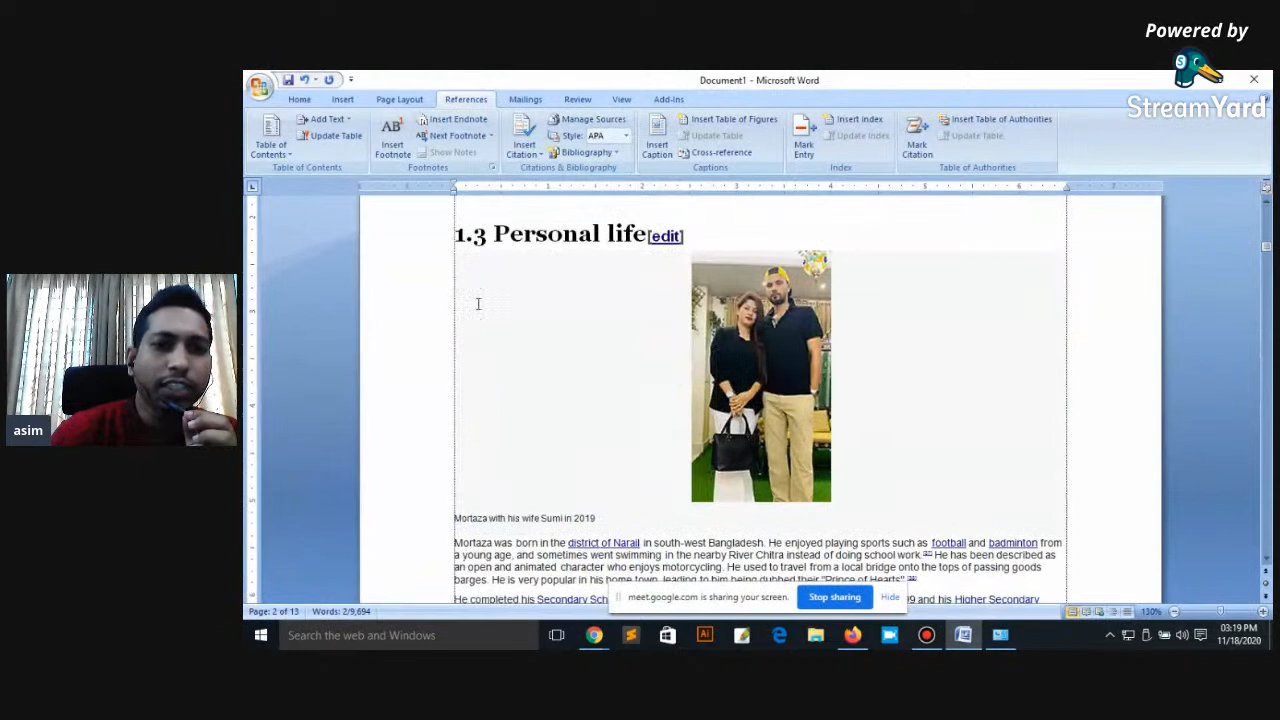 Powered by
StreamYard
Document1 - Microsoft Word
Home Insert Page Layout References Mailings Review View Add-Ins
Table of Contents
Add Text
Update Table
Table of Contents
Insert Footnote
AB1
Insert Endnote
Next Footnote
Show Notes
Footnotes
Insert Citation
Manage Sources
Style: APA
Bibliography
Citations & Bibliography
Insert Caption
Insert Table of Figures
Update Table
Cross-reference
Captions
Mark Entry
Insert Index
Update Index
Index
Mark Citation
Insert Table of Authorities
Update Table
Table of Authorities
1.3 Personal life[edit]
Mortaza with his wife Sumi in 2019
Mortaza was born in the district of Narail in south-west Bangladesh. He enjoyed playing sports such as football and badminton from
a young age, and sometimes went swimming in the nearby River Chitra instead of doing school work. He has been described as
an open and animated character who enjoys motorcycling. He used to travel from a local bridge onto the tops of passing goods
barges. He is very popular in his home town, leading to him being dubbed their "Prince of Hearts".
He completed his Secondary Sch
9 and his Higher Secondary
meet.google.com is sharing your screen. Stop sharing Hide
asim
Page: 2 of 13 Words: 2/9,694 130%
Search the web and Windows
03:19 PM
11/18/2020